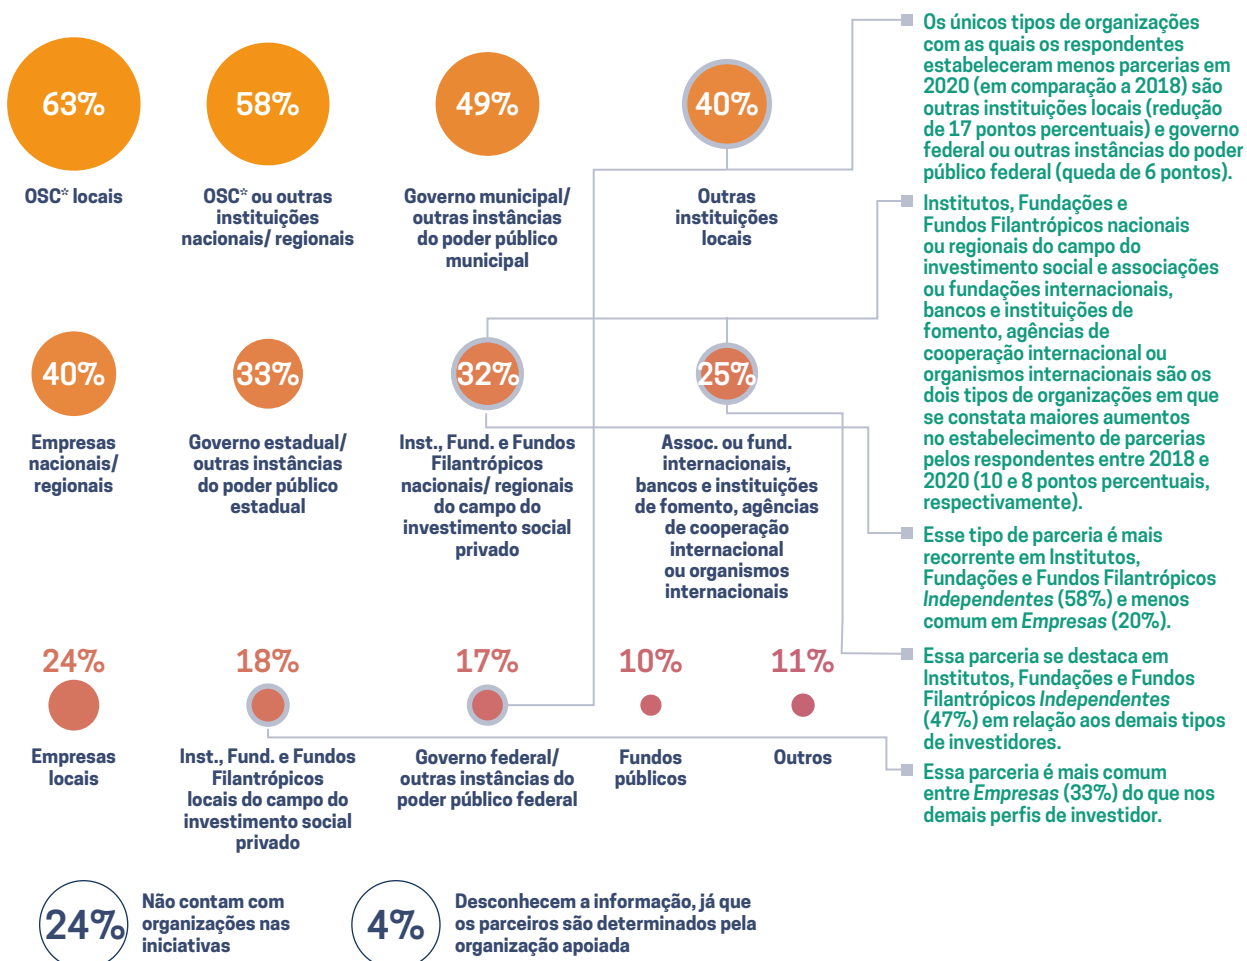 63%
OSC* locais
58%
OSC* ou outras
instituições
nacionais/ regionais
49%
Governo municipal/
outras instâncias
do poder público
municipal
40%
Outras
instituições
locais
40%
Empresas
nacionais/
regionais
33%
Governo estadual/
outras instâncias
do poder público
estadual
32%
Inst., Fund. e Fundos
Filantrópicos
nacionais/ regionais
do campo do
investimento social
privado
25%
Assoc. ou fund.
internacionais,
bancos e instituições
de fomento, agências
de cooperação
internacional
ou organismos
internacionais
24%
Empresas
locais
18%
Inst., Fund. e Fundos
Filantrópicos
locais do campo do
investimento social
privado
17%
Governo federal/
outras instâncias do
poder público federal
10%
Fundos
públicos
11%
Outros
24%
Não contam com
organizações nas
iniciativas
4%
Desconhecem a informação, já que
os parceiros são determinados pela
organização apoiada
Os únicos tipos de organizações
com as quais os respondentes
estabeleceram menos parcerias em
2020 (em comparação a 2018) são
outras instituições locais (redução
de 17 pontos percentuais) e governo
federal ou outras instâncias do poder
público federal (queda de 6 pontos).
Institutos, Fundações e
Fundos Filantrópicos nacionais
ou regionais do campo do
investimento social e associações
ou fundações internacionais,
bancos e instituições de
fomento, agências de
cooperação internacional ou
organismos internacionais são os
dois tipos de organizações em que
se constata maiores aumentos
no estabelecimento de parcerias
pelos respondentes entre 2018 e
2020 (10 e 8 pontos percentuais,
respectivamente).
Esse tipo de parceria é mais
recorrente em Institutos,
Fundações e Fundos Filantrópicos
Independentes (58%) e menos
comum em Empresas (20%).
Essa parceria se destaca em
Institutos, Fundações e Fundos
Filantrópicos Independentes
(47%) em relação aos demais tipos
de investidores.
Essa parceria é mais comum
entre Empresas (33%) do que nos
demais perfis de investidor.